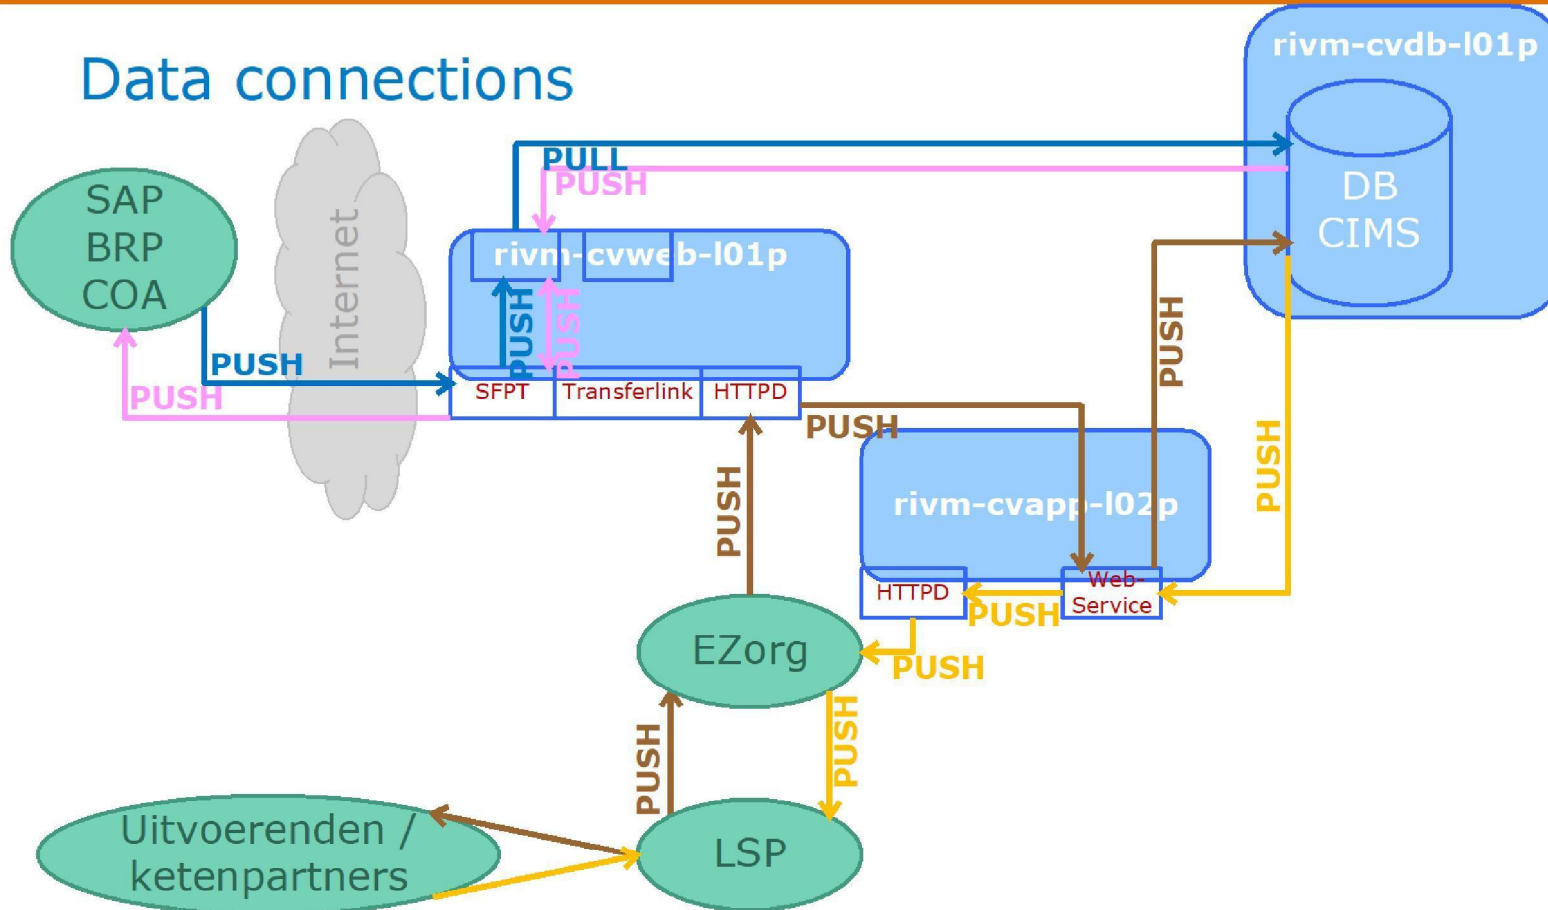 Data connections
rivm-cvdb-l01p
DB
CIMS
PULL
PUSH
SAP
BRP
COA
Internet
rivm-cvweb-l01p
PUSH
PUSH
PUSH
PUSH
SFPT
Transferlink
HTTPD
PUSH
PUSH
PUSH
PUSH
rivm-cvapp-l02p
HTTPD
Web-
Service
PUSH
PUSH
EZorg
PUSH
PUSH
LSP
Uitvoerenden /
ketenpartners